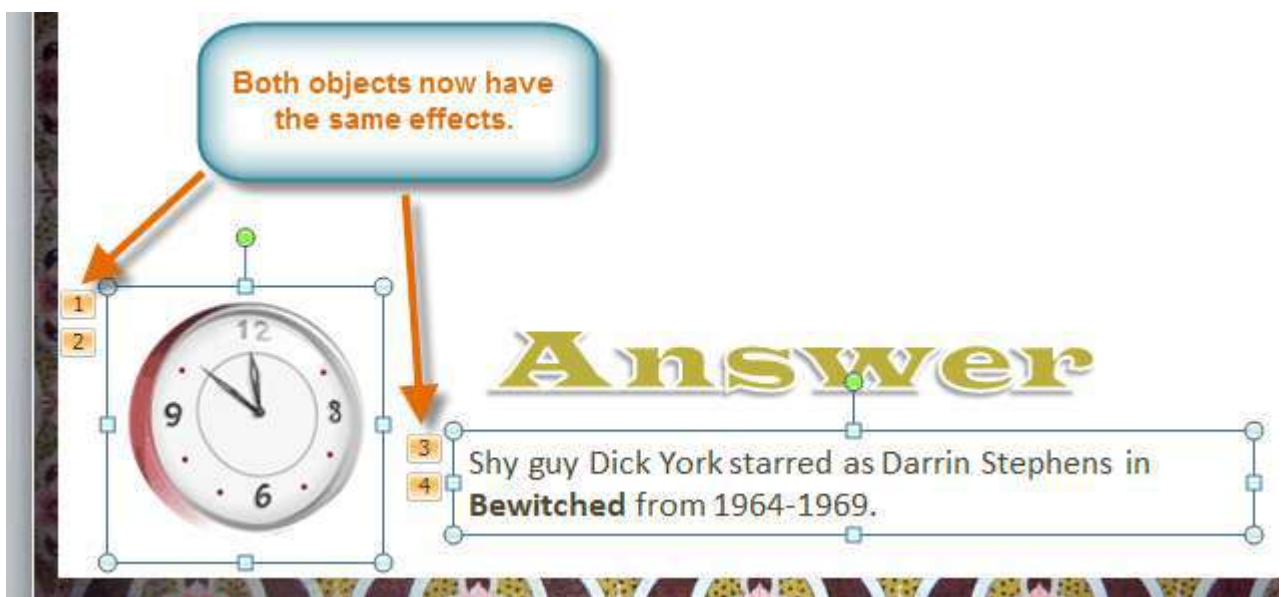 Both objects now have
the same effects.
1
2
12
9
3
6
Answer
3
4
Shy guy Dick York starred as Darrin Stephens in
Bewitched from 1964-1969.